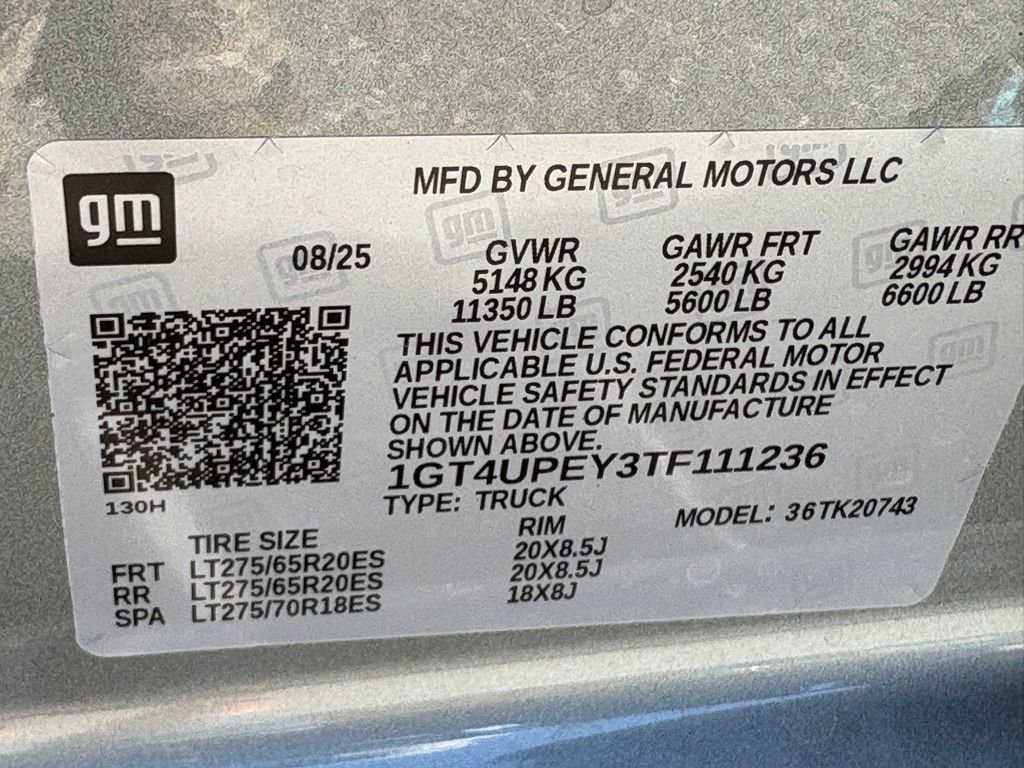 gm
MFD BY GENERAL MOTORS LLC
08/25
GVWR GAWR FRT GAWR RR
5148 KG 2540 KG 2994 KG
11350 LB 5600 LB 6600 LB
THIS VEHICLE CONFORMS TO ALL
APPLICABLE U.S. FEDERAL MOTOR
VEHICLE SAFETY STANDARDS IN EFFECT
ON THE DATE OF MANUFACTURE
SHOWN ABOVE.
1GT4UPEY3TF111236
130H
TYPE: TRUCK
MODEL: 36TK20743
TIRE SIZE RIM
FRT LT275/65R20ES 20X8.5J
RR LT275/65R20ES 20X8.5J
SPA LT275/70R18ES 18X8J